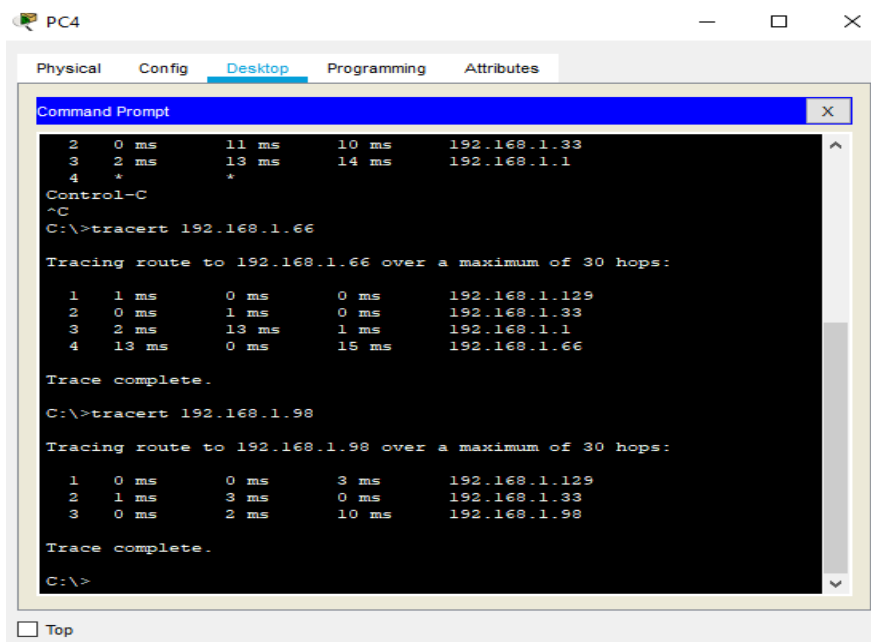 PC4
Physical Config Desktop Programming Attributes
Command Prompt X
2 0 ms 11 ms 10 ms 192.168.1.33
3 2 ms 13 ms 14 ms 192.168.1.1
4 * *
Control-C
^C
C:\>tracert 192.168.1.66
Tracing route to 192.168.1.66 over a maximum of 30 hops:
1 1 ms 0 ms 0 ms 192.168.1.129
2 0 ms 1 ms 0 ms 192.168.1.33
3 2 ms 13 ms 1 ms 192.168.1.1
4 13 ms 0 ms 15 ms 192.168.1.66
Trace complete.
C:\>tracert 192.168.1.98
Tracing route to 192.168.1.98 over a maximum of 30 hops:
1 0 ms 0 ms 3 ms 192.168.1.129
2 1 ms 3 ms 0 ms 192.168.1.33
3 0 ms 2 ms 10 ms 192.168.1.98
Trace complete.
C:\>
Top